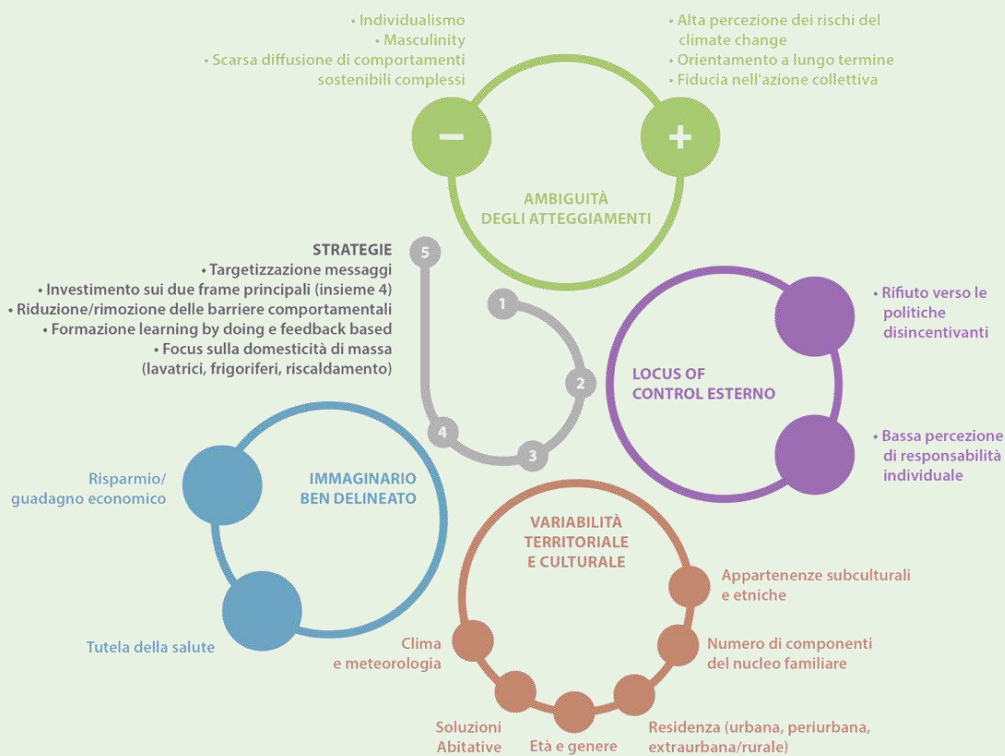 • Individualismo
• Masculinity
• Scarsa diffusione di comportamenti
sostenibili complessi
• Alta percezione dei rischi del
climate change
• Orientamento a lungo termine
• Fiducia nell'azione collettiva
−
+
AMBIGUITÀ
DEGLI ATTEGGIAMENTI
STRATEGIE
• Targetizzazione messaggi
• Investimento sui due frame principali (insieme 4)
• Riduzione/rimozione delle barriere comportamentali
• Formazione learning by doing e feedback based
• Focus sulla domesticità di massa
(lavatrici, frigoriferi, riscaldamento)
5
1
2
3
4
LOCUS OF
CONTROL ESTERNO
• Rifiuto verso le
politiche
disincentivanti
• Bassa percezione
di responsabilità
individuale
IMMAGINARIO
BEN DELINEATO
Risparmio/
guadagno economico
Tutela della salute
VARIABILITÀ
TERRITORIALE
E CULTURALE
Appartenenze subculturali
e etniche
Numero di componenti
del nucleo familiare
Residenza (urbana, periurbana,
extraurbana/rurale)
Età e genere
Soluzioni
Abitative
Clima
e meteorologia